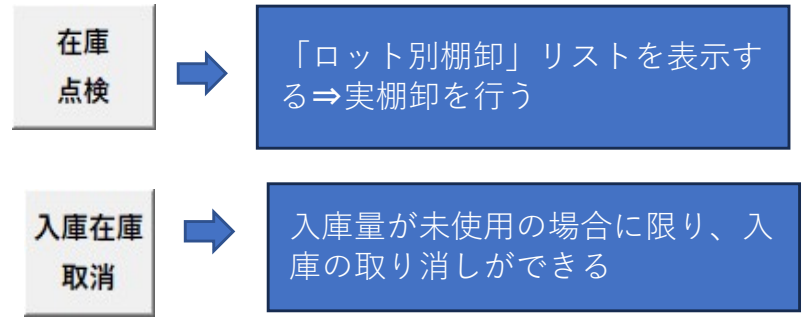 在庫
点検
「ロット別棚卸」リストを表示す
る⇒実棚卸を行う
入庫在庫
取消
入庫量が未使用の場合に限り、入
庫の取り消しができる